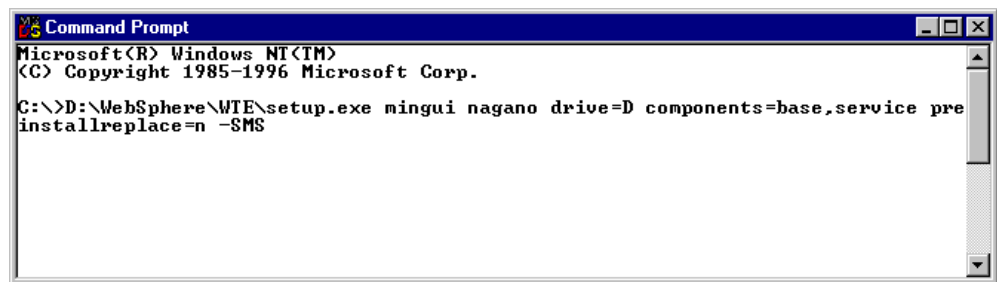 Command Prompt
Microsoft(R) Windows NT(TM)
(C) Copyright 1985-1996 Microsoft Corp.
C:\>D:\WebSphere\WTE\setup.exe mingui nagano drive=D components=base,service pre
installreplace=n -SMS